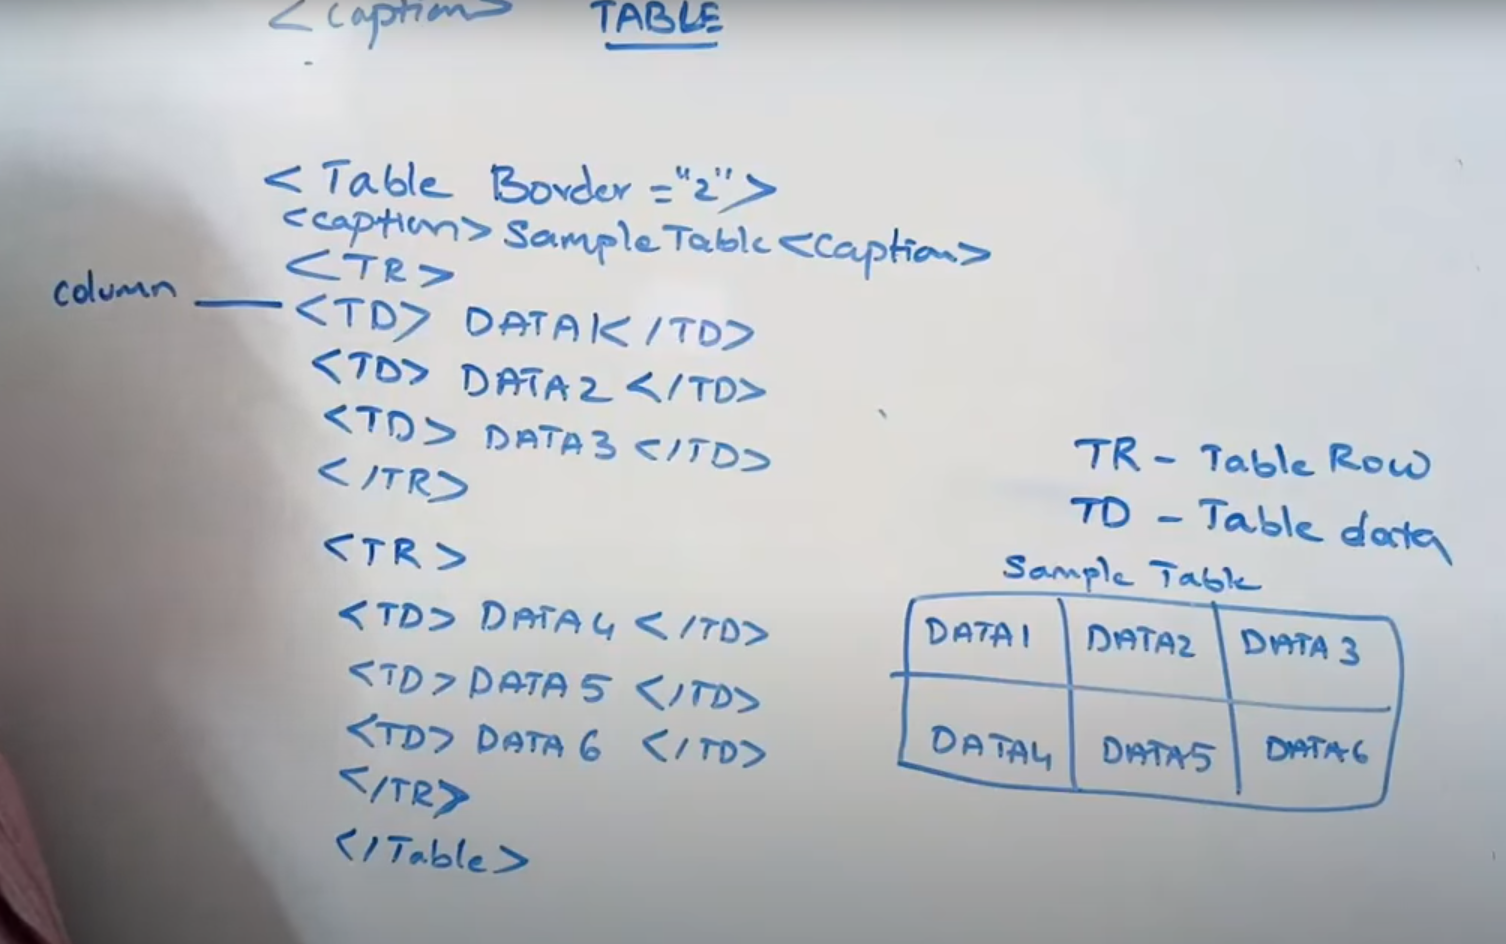 <caption> TABLE
<Table Border="2">
<caption> Sample Table <caption>
<TR>
column
<TD> DATA1</TD>
<TD> DATA2 </TD>
<TD> DATA3 </TD>
</TR>
<TR>
<TD> DATA4 </TD>
<TD> DATA5 </TD>
<TD> DATA6 </TD>
</TR>
</Table>
TR - Table Row
TD - Table data
Sample Table
DATA1 DATA2 DATA3
DATA4 DATA5 DATA6